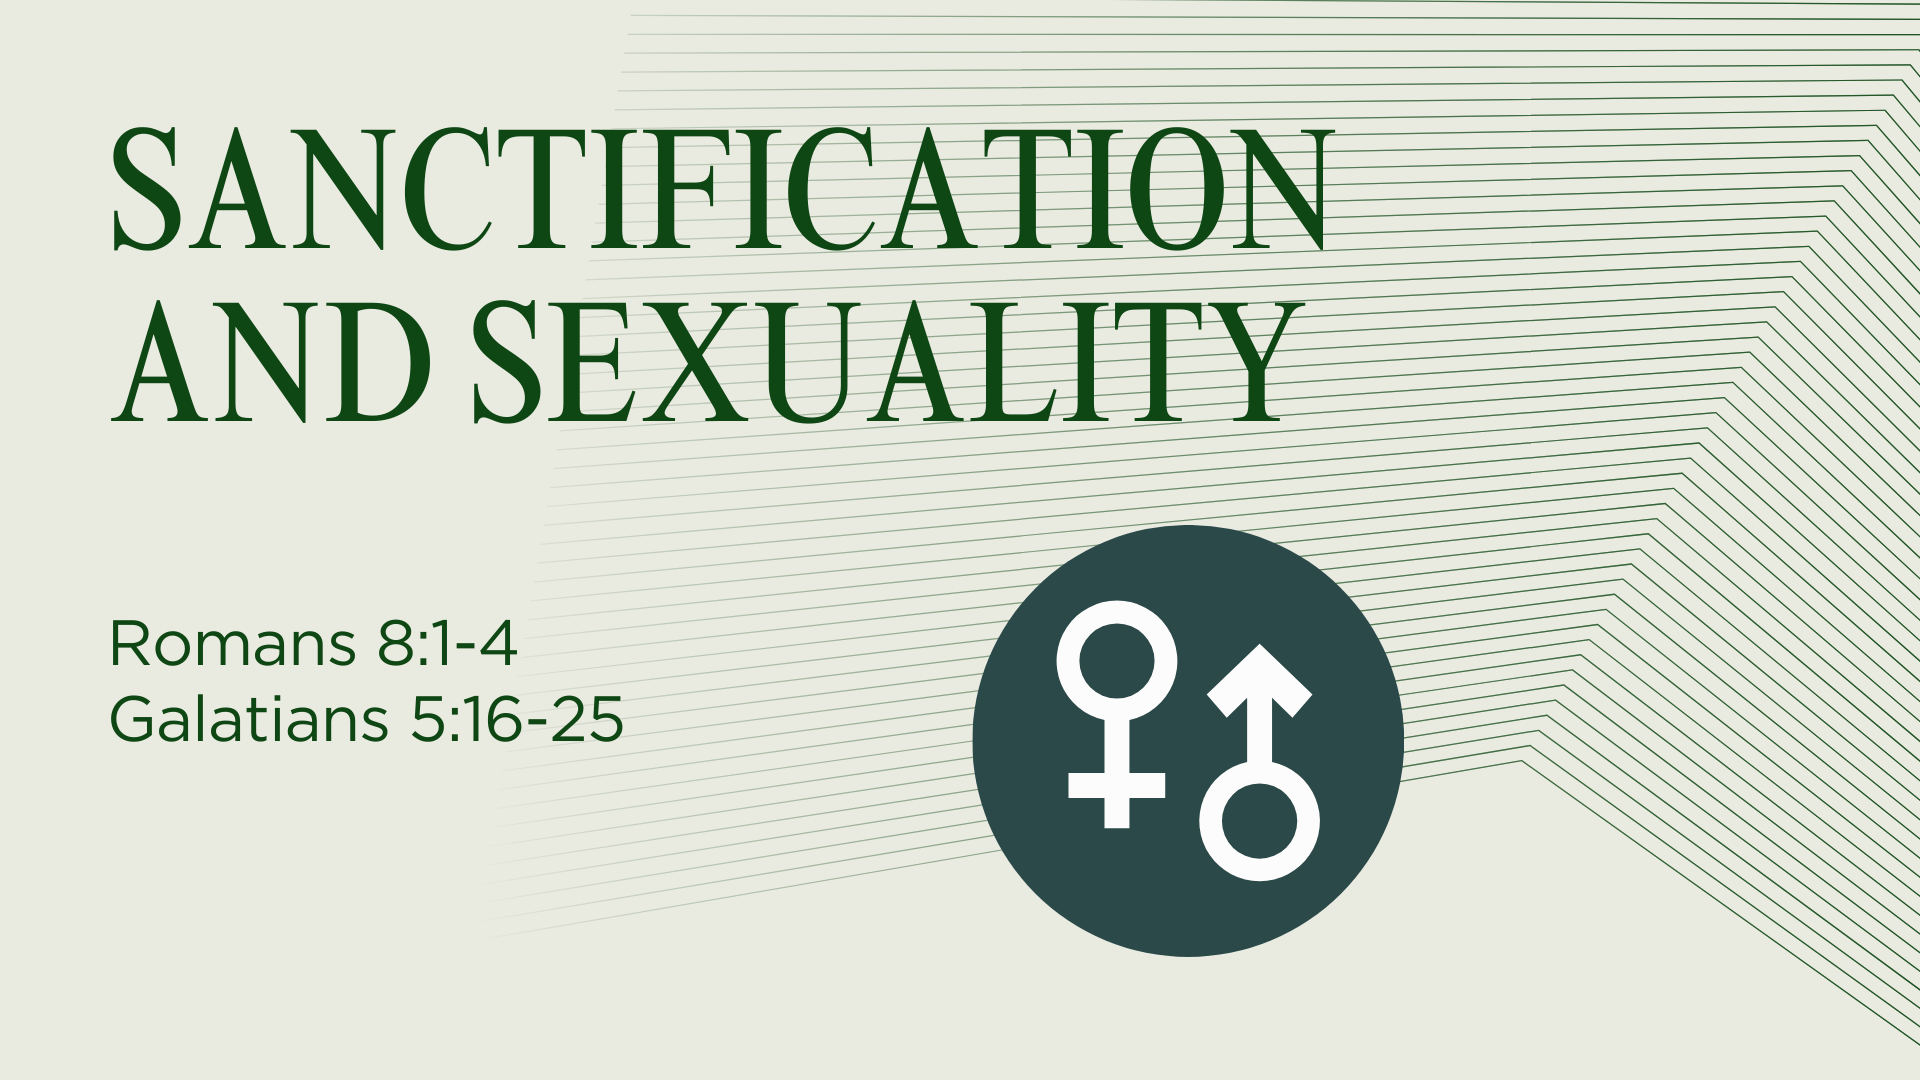 SANCTIFICATION
AND SEXUALITY
Romans 8:1-4
Galatians 5:16-25